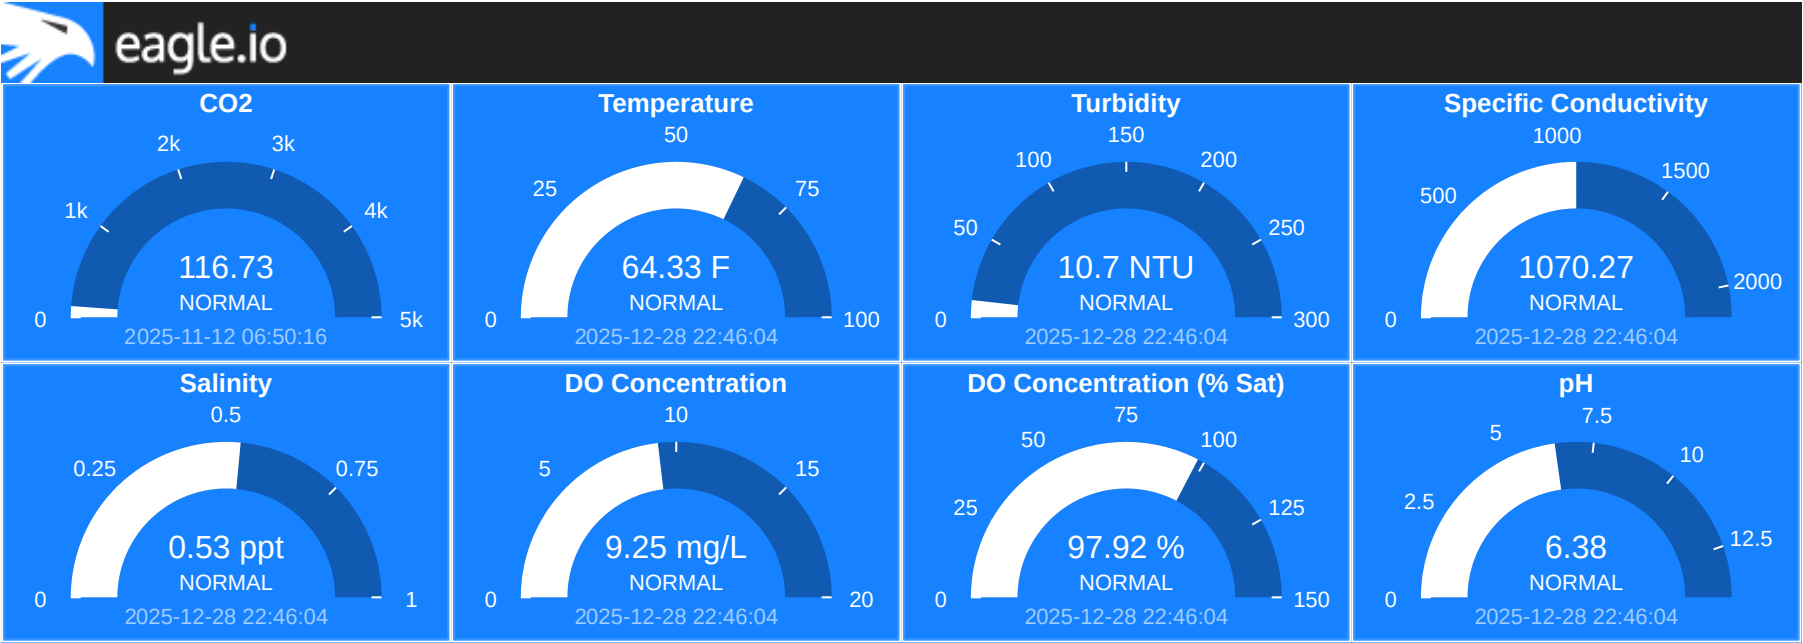 eagle.io
CO2
2k 3k
1k 4k
116.73
NORMAL
0 5k
2025-11-12 06:50:16
Temperature
50
25 75
64.33 F
NORMAL
0 100
2025-12-28 22:46:04
Turbidity
150
100 200
50 250
10.7 NTU
NORMAL
0 300
2025-12-28 22:46:04
Specific Conductivity
1000
1500
500
1070.27
2000
NORMAL
0
2025-12-28 22:46:04
Salinity
0.5
0.25 0.75
0.53 ppt
NORMAL
0 1
2025-12-28 22:46:04
DO Concentration
10
5 15
9.25 mg/L
NORMAL
0 20
2025-12-28 22:46:04
DO Concentration (% Sat)
75
50 100
25 125
97.92 %
NORMAL
0 150
2025-12-28 22:46:04
pH
7.5
5
10
2.5
12.5
6.38
NORMAL
0
2025-12-28 22:46:04